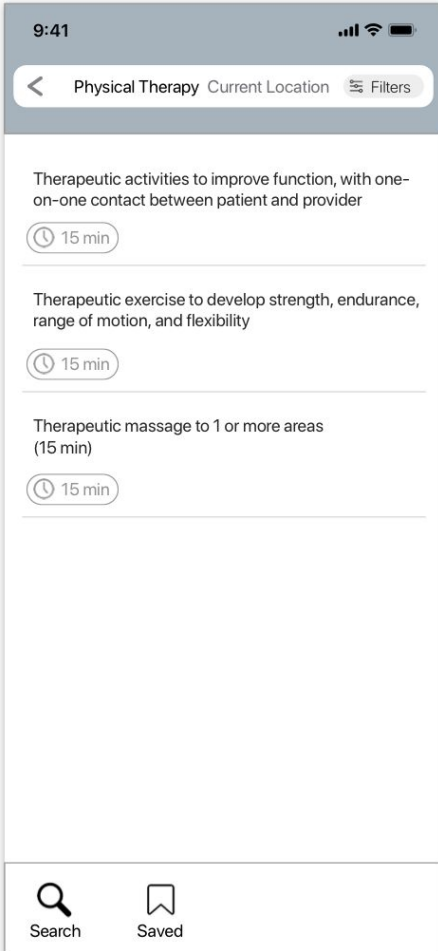 9:41
Physical Therapy Current Location Filters
Therapeutic activities to improve function, with one-
on-one contact between patient and provider
15 min
Therapeutic exercise to develop strength, endurance,
range of motion, and flexibility
15 min
Therapeutic massage to 1 or more areas
(15 min)
15 min
Search Saved